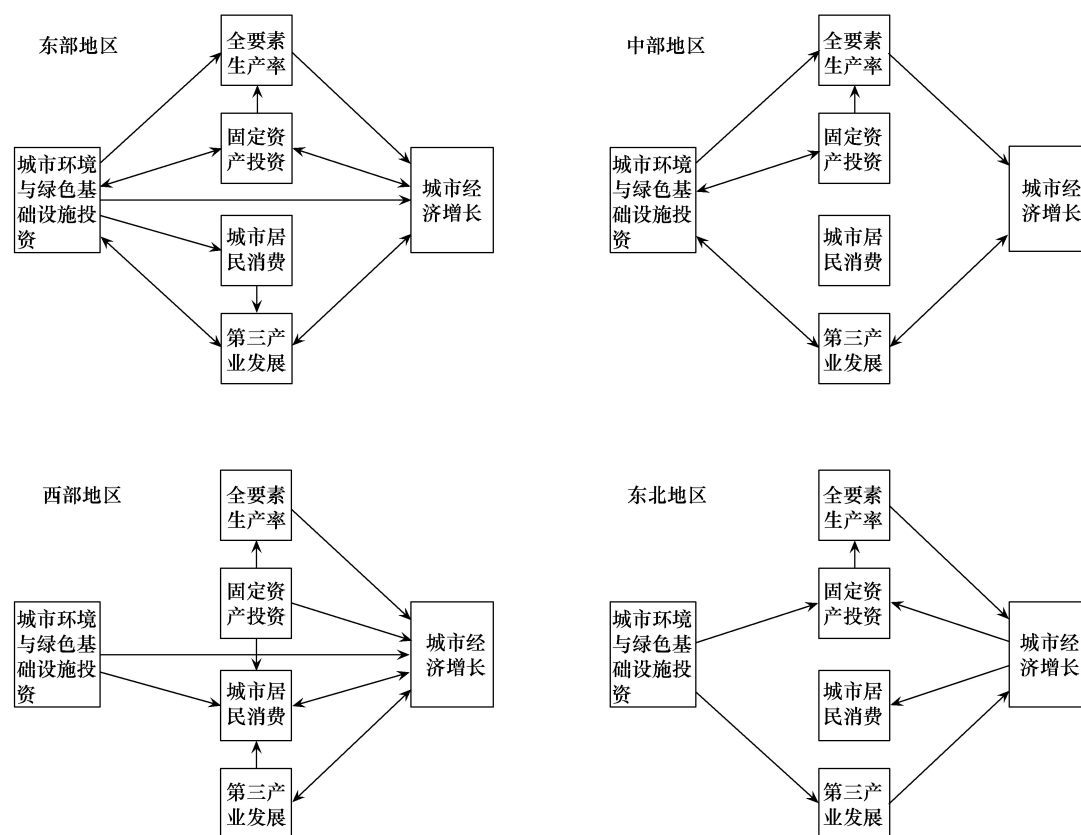 东部地区
全要素
生产率
固定资
产投资
城市环境
与绿色基
础设施投
资
城市经
济增长
城市居
民消费
第三产
业发展
中部地区
全要素
生产率
固定资
产投资
城市环境
与绿色基
础设施投
资
城市经
济增长
城市居
民消费
第三产
业发展
西部地区
全要素
生产率
固定资
产投资
城市环境
与绿色基
础设施投
资
城市经
济增长
城市居
民消费
第三产
业发展
东北地区
全要素
生产率
固定资
产投资
城市环境
与绿色基
础设施投
资
城市经
济增长
城市居
民消费
第三产
业发展